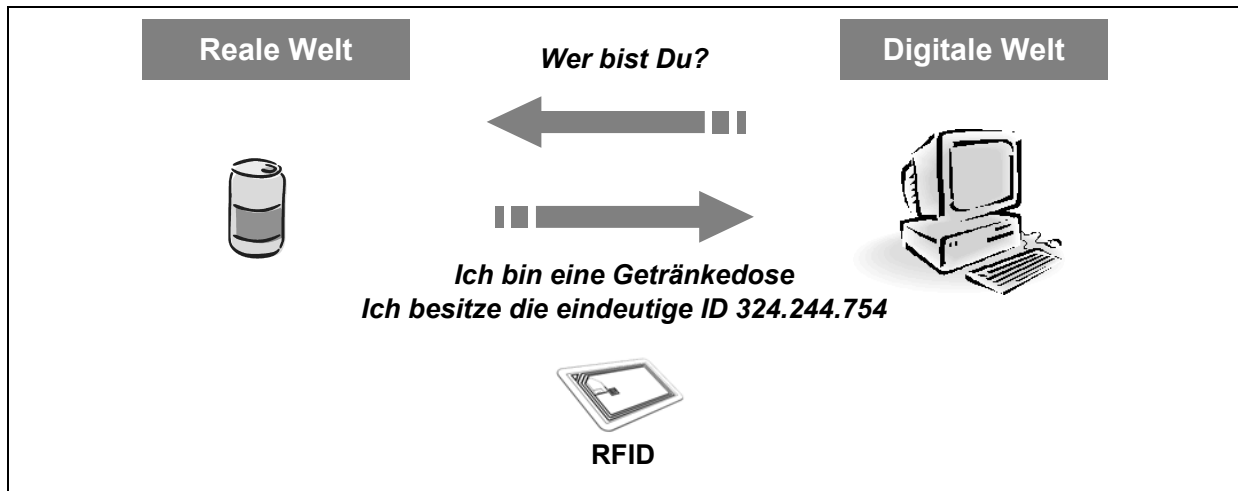 Reale Welt
Wer bist Du?
Digitale Welt
Ich bin eine Getränkedose
Ich besitze die eindeutige ID 324.244.754
RFID